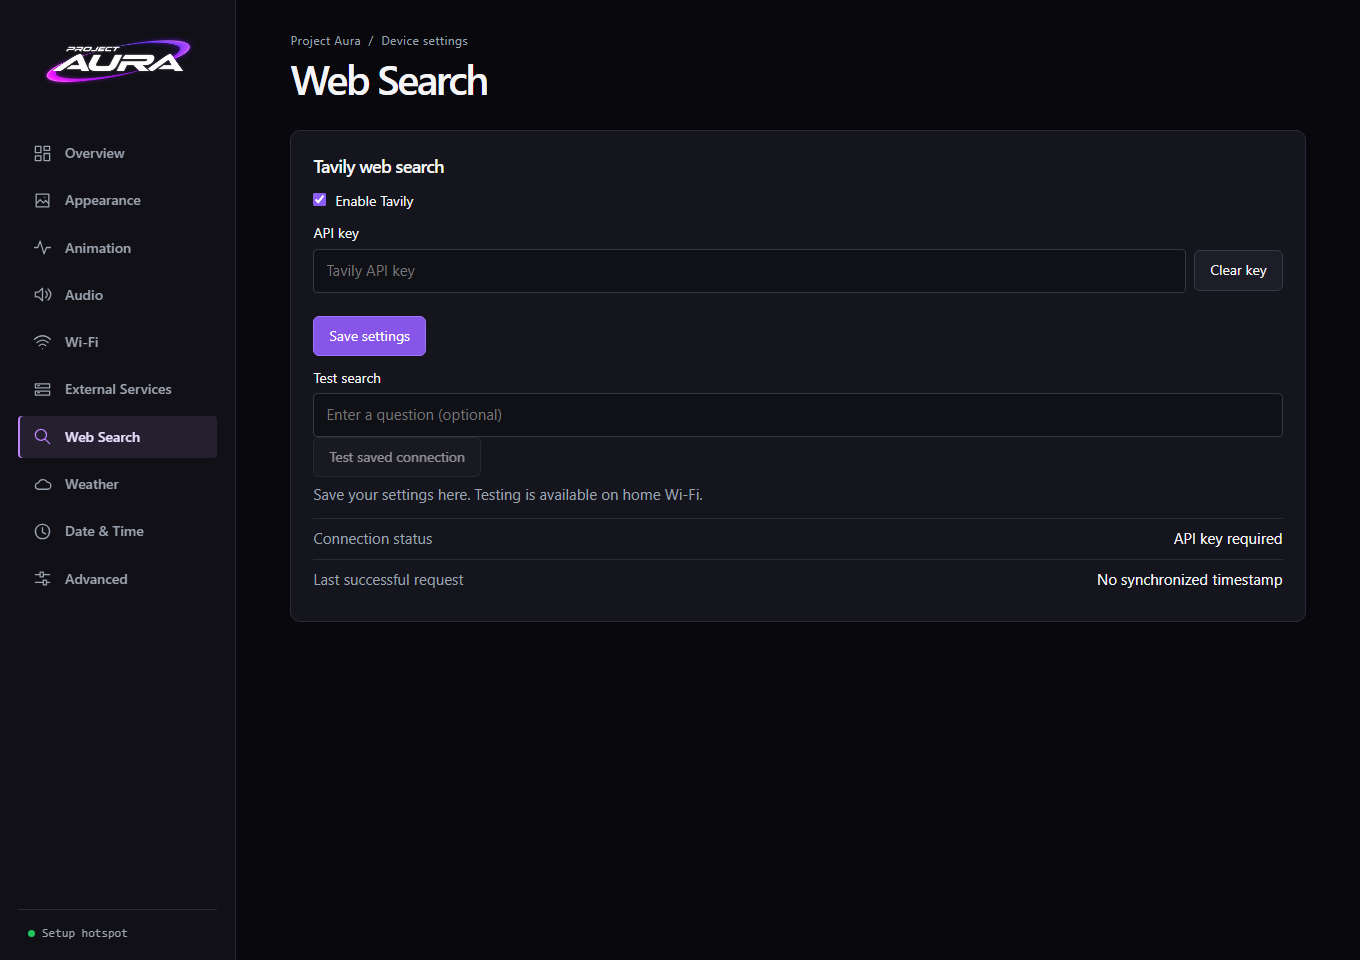 PROJECT
AURA
Overview
Appearance
Animation
Audio
Wi-Fi
External Services
Web Search
Weather
Date & Time
Advanced
Setup hotspot
Project Aura / Device settings
Web Search
Tavily web search
Enable Tavily
API key
Tavily API key
Clear key
Save settings
Test search
Enter a question (optional)
Test saved connection
Save your settings here. Testing is available on home Wi-Fi.
Connection status API key required
Last successful request No synchronized timestamp